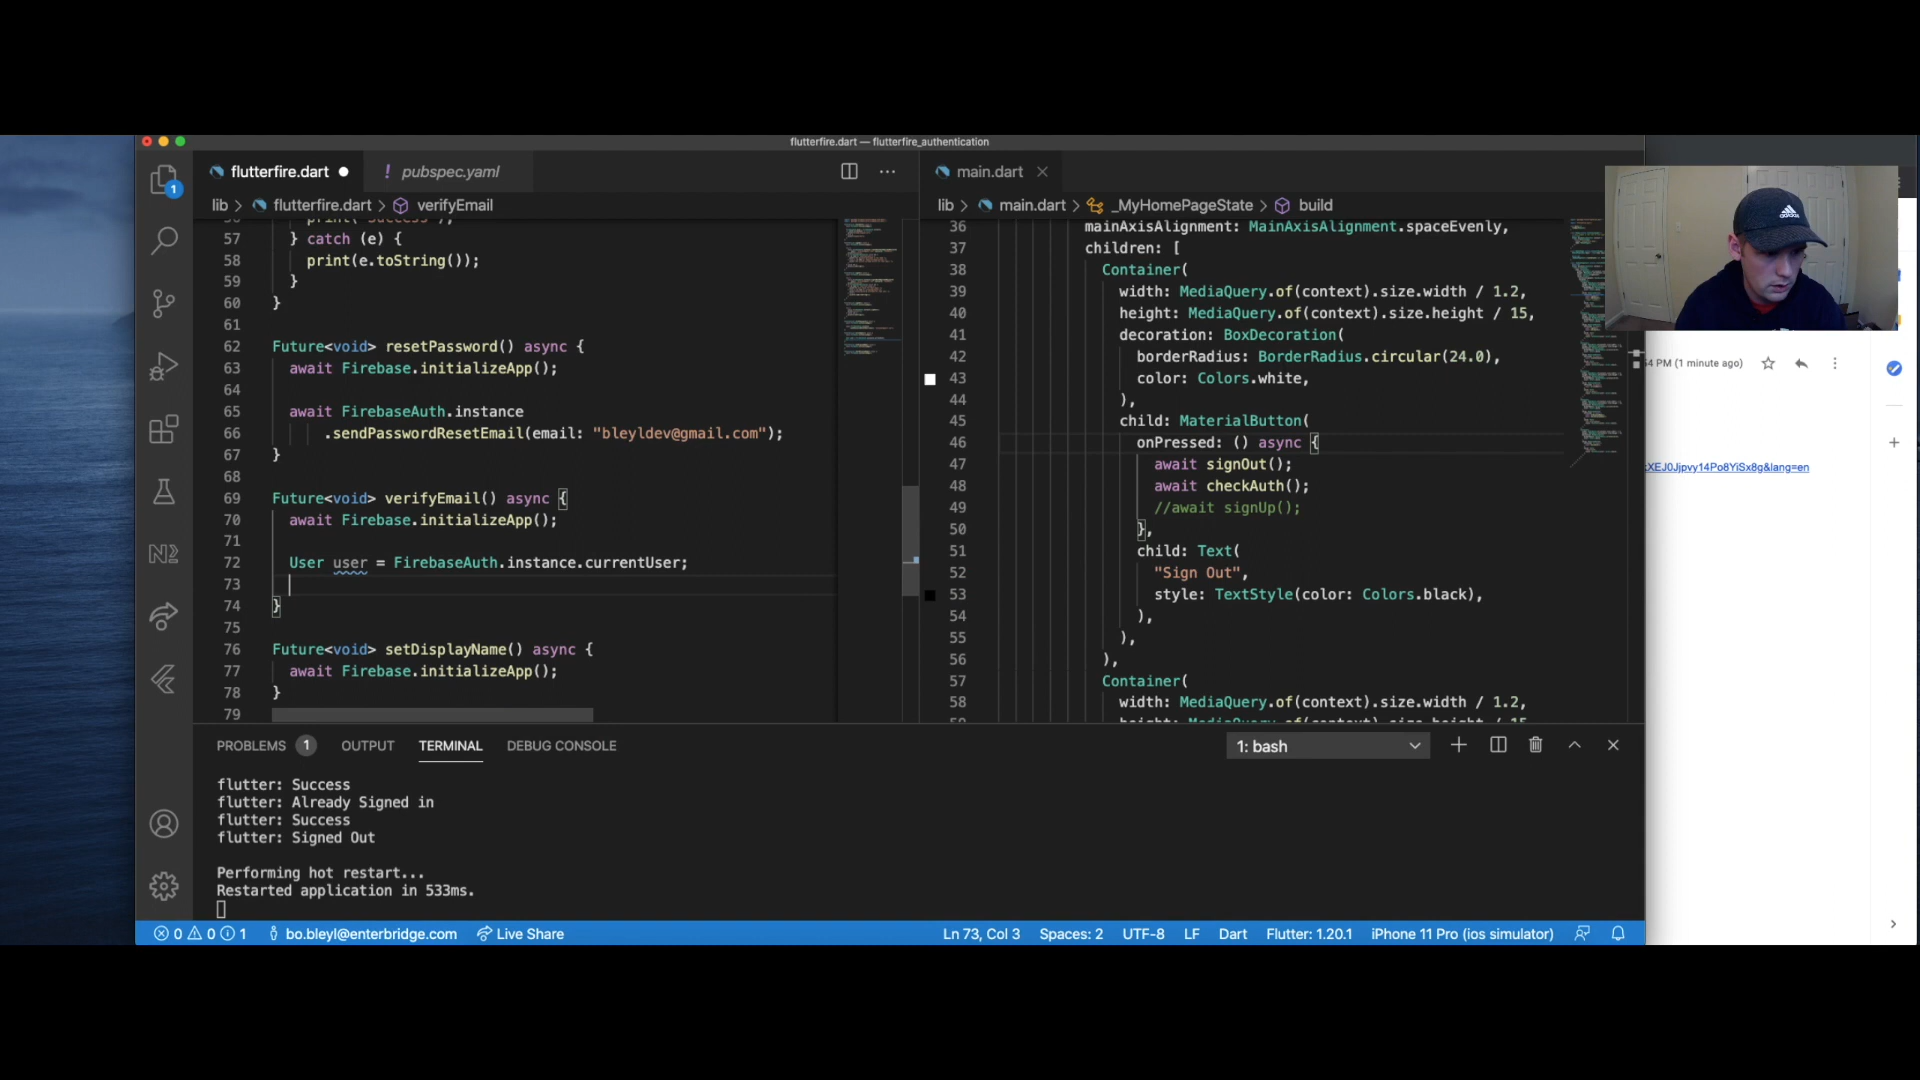 flutterfire.dart — flutterfire_authentication
flutterfire.dart
! pubspec.yaml
main.dart
lib > flutterfire.dart > verifyEmail
lib > main.dart > _MyHomePageState > build
57 } catch (e) {
58 print(e.toString());
59 }
60 }
61
62 Future<void> resetPassword() async {
63 await Firebase.initializeApp();
64
65 await FirebaseAuth.instance
66 .sendPasswordResetEmail(email: "bleyldev@gmail.com");
67 }
68
69 Future<void> verifyEmail() async {
70 await Firebase.initializeApp();
71
72 User user = FirebaseAuth.instance.currentUser;
73
74 }
75
76 Future<void> setDisplayName() async {
77 await Firebase.initializeApp();
78 }
79
36 mainAxisAlignment: MainAxisAlignment.spaceEvenly,
37 children: [
38 Container(
39 width: MediaQuery.of(context).size.width / 1.2,
40 height: MediaQuery.of(context).size.height / 15,
41 decoration: BoxDecoration(
42 borderRadius: BorderRadius.circular(24.0),
43 color: Colors.white,
44 ),
45 child: MaterialButton(
46 onPressed: () async {
47 await signOut();
48 await checkAuth();
49 //await signUp();
50 },
51 child: Text(
52 "Sign Out",
53 style: TextStyle(color: Colors.black),
54 ),
55 ),
56 ),
57 Container(
58 width: MediaQuery.of(context).size.width / 1.2,
4 PM (1 minute ago)
XEJ0Jjpvy14Po8YiSx8g&lang=en
1
PROBLEMS 1 OUTPUT TERMINAL DEBUG CONSOLE
1: bash
flutter: Success
flutter: Already Signed in
flutter: Success
flutter: Signed Out
Performing hot restart...
Restarted application in 533ms.
0 0 1 bo.bleyl@enterbridge.com Live Share
Ln 73, Col 3 Spaces: 2 UTF-8 LF Dart Flutter: 1.20.1 iPhone 11 Pro (ios simulator)